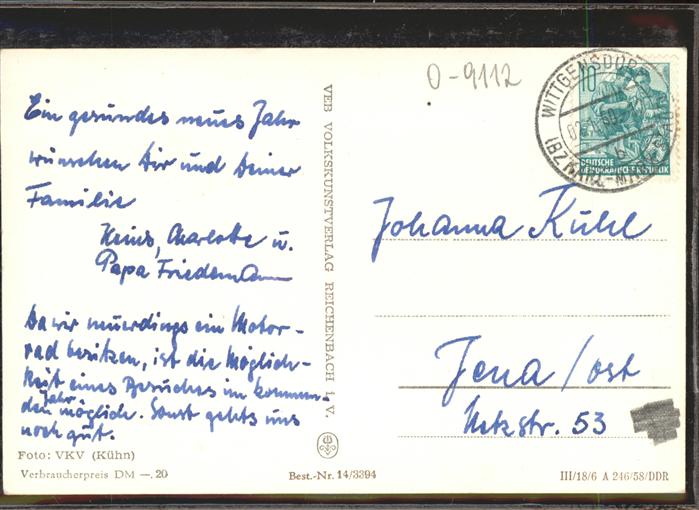 Ein gesundes neues Jahr
wünschen Dir und Deiner
Familie
Heinz, Charlotte u.
Papa Friedemann
Da wir neuerdings ein Motor-
rad besitzen, ist die Möglich-
keit eines Besuches im kommen-
den Jahr möglich. Sonst gehts uns
noch gut.
Foto: VKV (Kühn)
Verbraucherpreis DM —.20
VEB VOLKSKUNSTVERLAG REICHENBACH i. V.
Best.-Nr. 14/3394
O-9112
WITTGENSDORF
10
DEUTSCHE
DEMOKRATISCHE REPUBLIK
Johanna Kuhl
Jena/ost
53
III/18/6 A 246/58/DDR